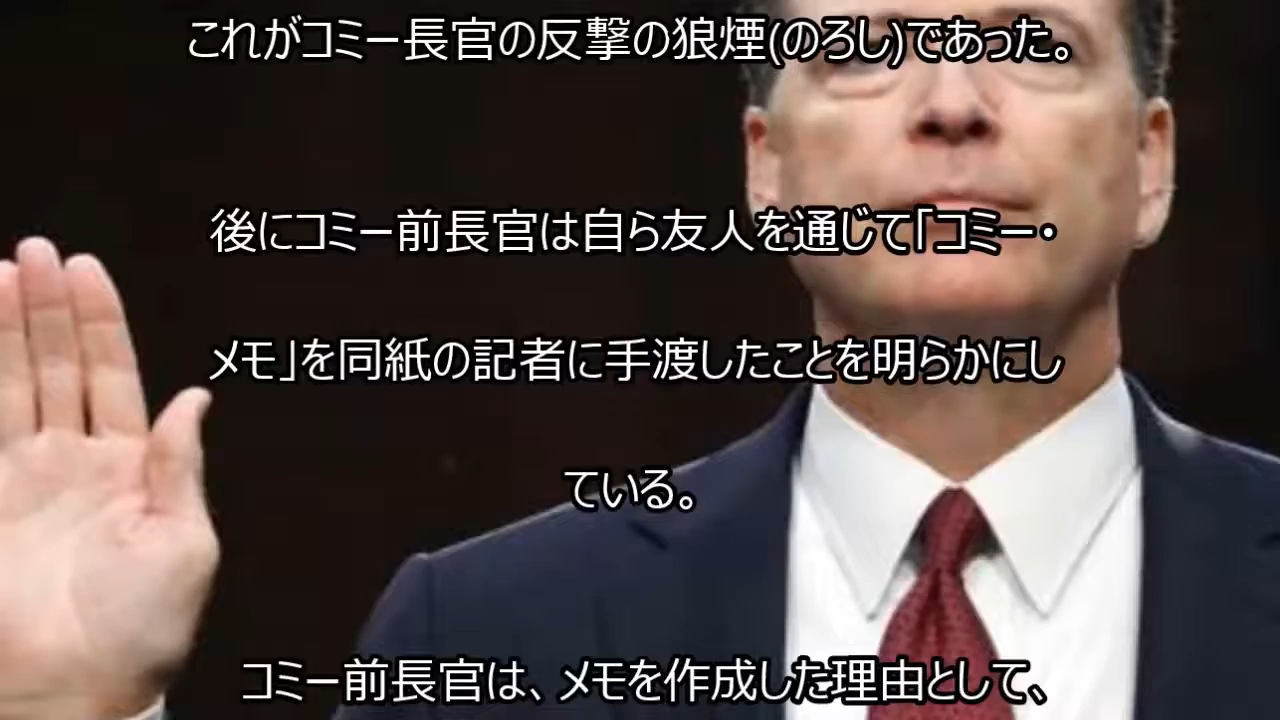 これがコミー長官の反撃の狼煙(のろし)であった。
後にコミー前長官は自ら友人を通じて「コミー・
メモ」を同紙の記者に手渡したことを明らかにし
ている。
コミー前長官は、メモを作成した理由として、